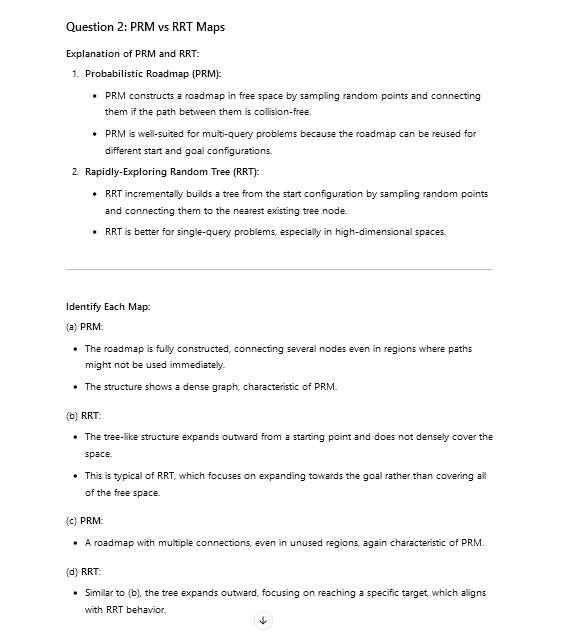 Question 2: PRM vs RRT Maps
Explanation of PRM and RRT:
1. Probabilistic Roadmap (PRM):
• PRM constructs a roadmap in free space by sampling random points and connecting
them if the path between them is collision-free.
• PRM is well-suited for multi-query problems because the roadmap can be reused for
different start and goal configurations.
2. Rapidly-Exploring Random Tree (RRT):
• RRT incrementally builds a tree from the start configuration by sampling random points
and connecting them to the nearest existing tree node.
• RRT is better for single-query problems, especially in high-dimensional spaces.
Identify Each Map:
(a) PRM:
• The roadmap is fully constructed, connecting several nodes even in regions where paths
might not be used immediately.
• The structure shows a dense graph, characteristic of PRM.
(b) RRT:
• The tree-like structure expands outward from a starting point and does not densely cover the
space.
• This is typical of RRT, which focuses on expanding towards the goal rather than covering all
of the free space.
(c) PRM:
• A roadmap with multiple connections, even in unused regions, again characteristic of PRM.
(d) RRT:
• Similar to (b), the tree expands outward, focusing on reaching a specific target, which aligns
with RRT behavior.